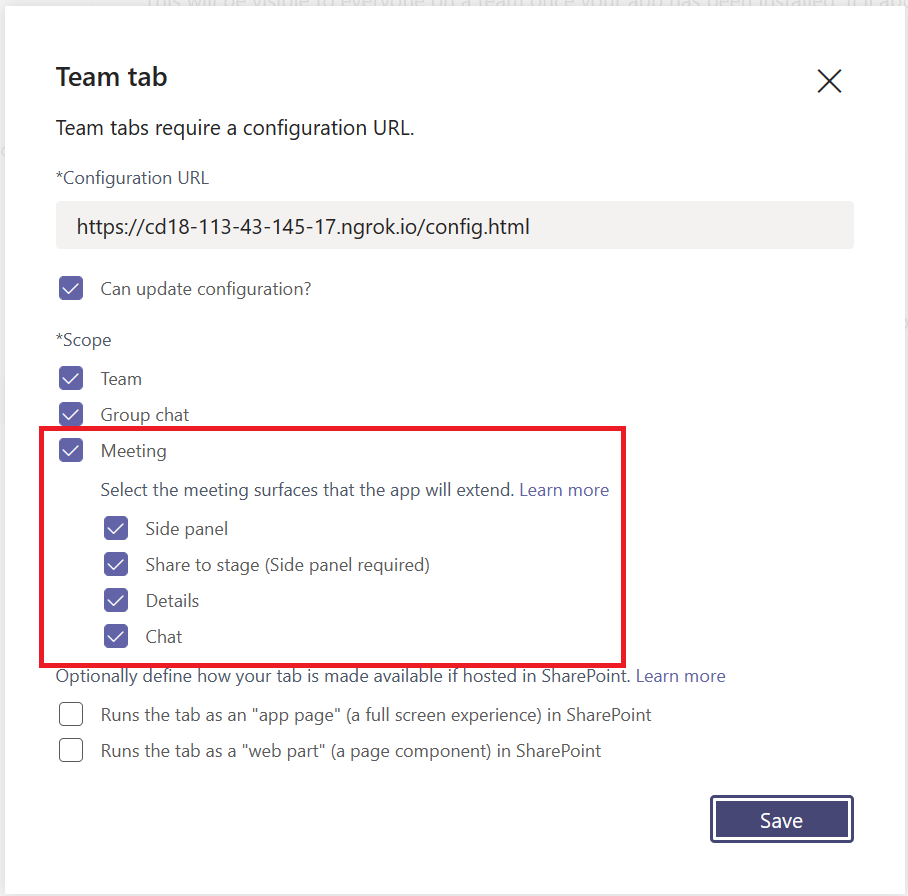 This will be visible to everyone on a team once your app has been installed. It
Team tab
Team tabs require a configuration URL.
*Configuration URL
https://cd18-113-43-145-17.ngrok.io/config.html
Can update configuration?
*Scope
Team
Group chat
Meeting
Select the meeting surfaces that the app will extend. Learn more
Side panel
Share to stage (Side panel required)
Details
Chat
Optionally define how your tab is made available if hosted in SharePoint. Learn more
Runs the tab as an "app page" (a full screen experience) in SharePoint
Runs the tab as a "web part" (a page component) in SharePoint
Save